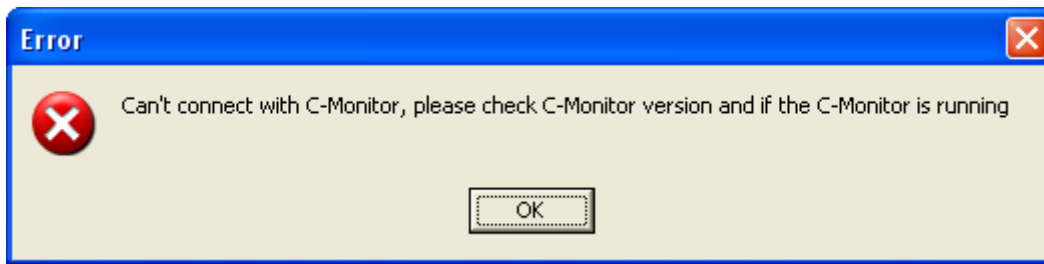 Error
Can't connect with C-Monitor, please check C-Monitor version and if the C-Monitor is running
OK